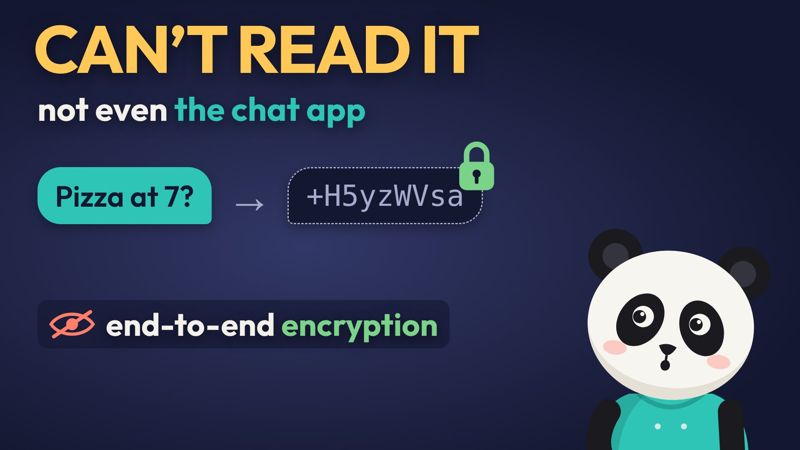 CAN'T READ IT
not even the chat app
Pizza at 7? → +H5yzWVsa
end-to-end encryption